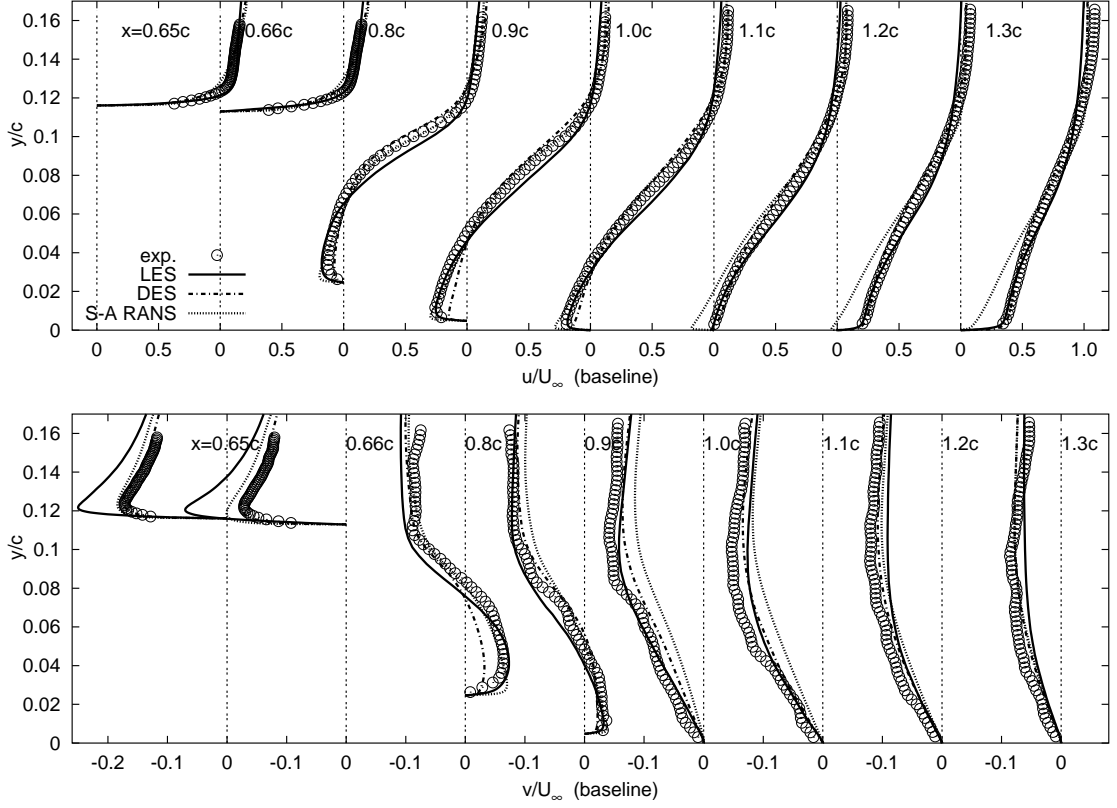 0.16
0.14
0.12
0.1
0.08
0.06
0.04
0.02
0
y/c
x=0.65c 0.66c 0.8c 0.9c 1.0c 1.1c 1.2c 1.3c
exp.
LES
DES
S-A RANS
0 0.5 0 0.5 0 0.5 0 0.5 0 0.5 0 0.5 0 0.5 0 0.5 1.0
u/U∞ (baseline)
0.16
0.14
0.12
0.1
0.08
0.06
0.04
0.02
0
y/c
x=0.65c 0.66c 0.8c 0.9c 1.0c 1.1c 1.2c 1.3c
-0.2 -0.1 0 -0.1 0 -0.1 0 -0.1 0 -0.1 0 -0.1 0 -0.1 0 -0.1 0
v/U∞ (baseline)